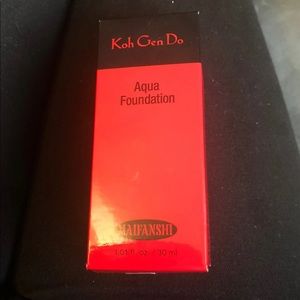 Koh Gen Do
Aqua
Foundation
MAIFANSHI
1.01 fl. oz. / 30 ml